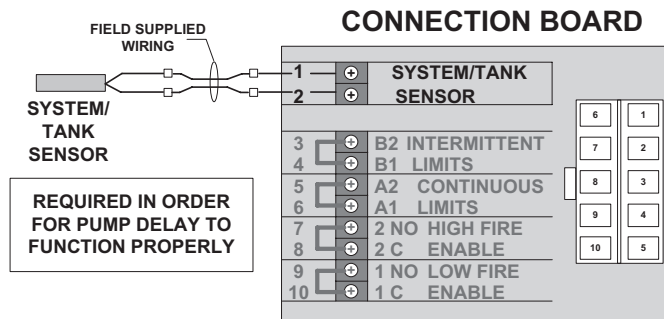 CONNECTION BOARD
FIELD SUPPLIED
WIRING
SYSTEM/
TANK
SENSOR
REQUIRED IN ORDER
FOR PUMP DELAY TO
FUNCTION PROPERLY
1 SYSTEM/TANK
2 SENSOR
3 B2 INTERMITTENT
4 B1 LIMITS
5 A2 CONTINUOUS
6 A1 LIMITS
7 2 NO HIGH FIRE
8 2 C ENABLE
9 1 NO LOW FIRE
10 1 C ENABLE
6 1
7 2
8 3
9 4
10 5